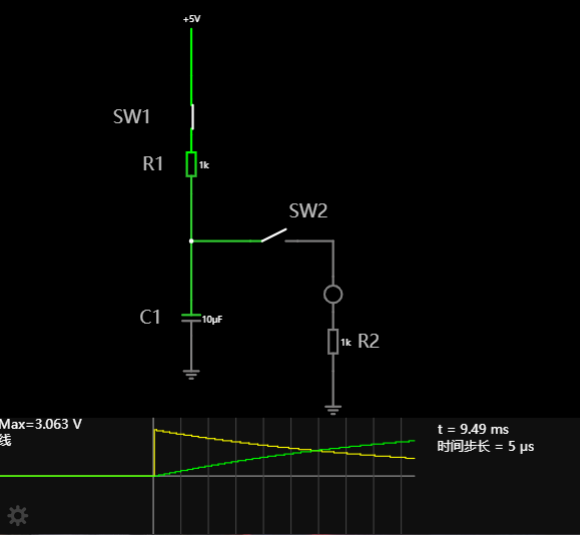 +5V
SW1
R1
1k
SW2
C1
10μF
1k
R2
Max=3.063 V
线
t = 9.49 ms
时间步长 = 5 μs